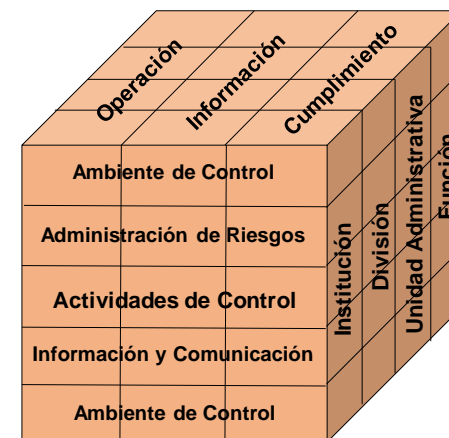 Operación
Información
Cumplimiento
Ambiente de Control
Administración de Riesgos
Actividades de Control
Información y Comunicación
Ambiente de Control
Institución
División
Unidad Administrativa
Función